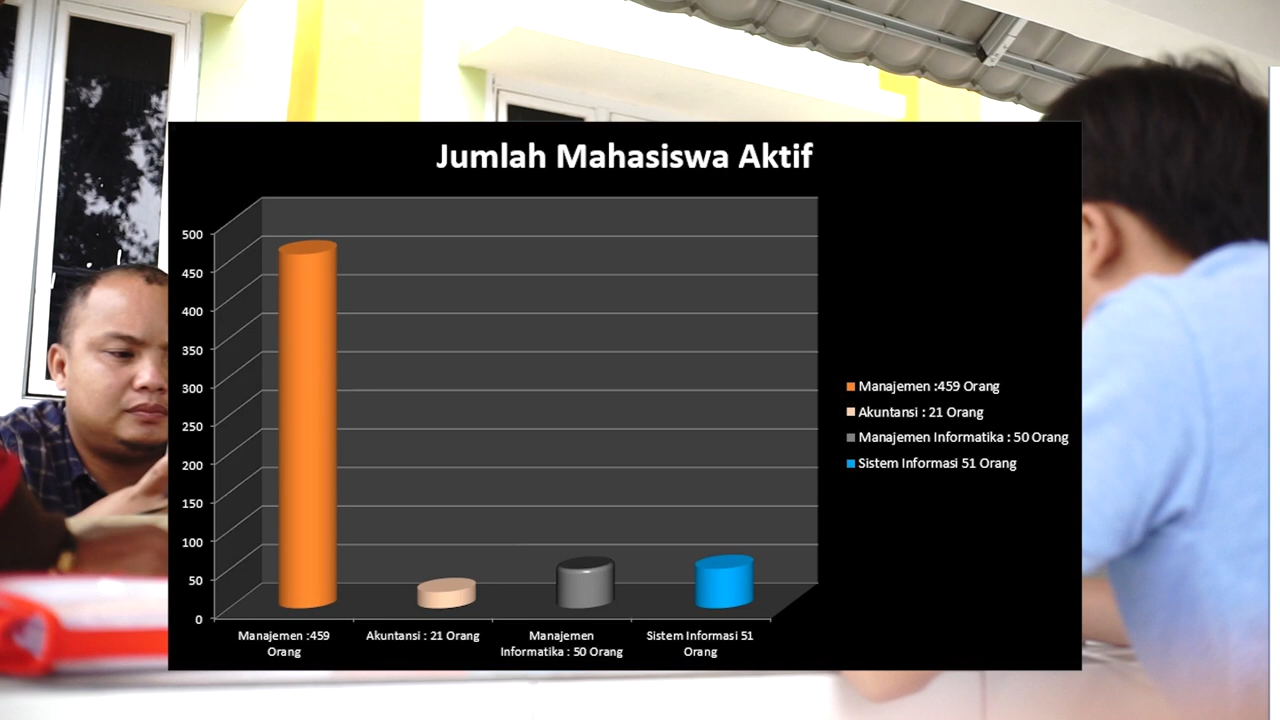 Jumlah Mahasiswa Aktif
500
450
400
350
300
250
200
150
100
50
0
Manajemen :459
Orang
Akuntansi : 21 Orang
Manajemen
Informatika : 50 Orang
Sistem Informasi 51
Orang
Manajemen :459 Orang
Akuntansi : 21 Orang
Manajemen Informatika : 50 Orang
Sistem Informasi 51 Orang